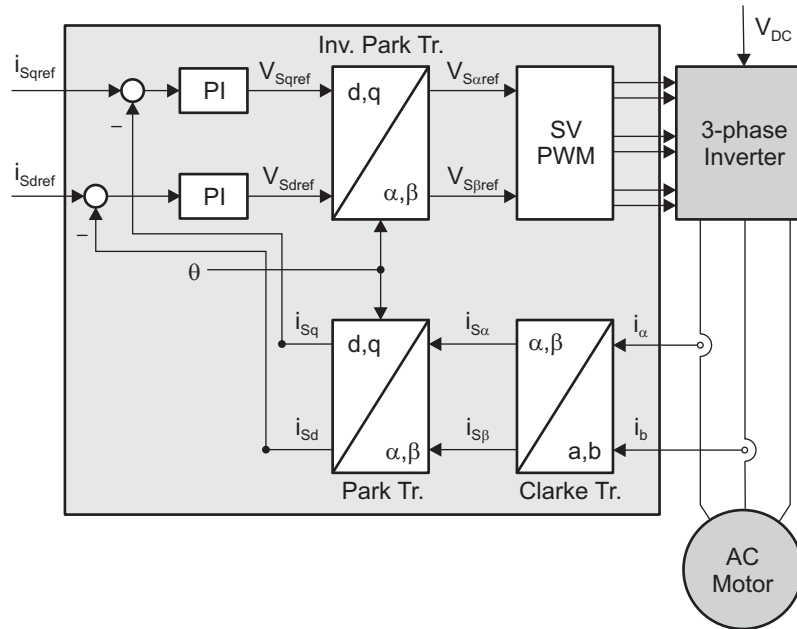 Inv. Park Tr.
V_DC
i_Sqref
PI
V_Sqref
d,q
V_Sαref
SV
PWM
3-phase
Inverter
–
i_Sdref
PI
V_Sdref
α,β
V_Sβref
–
θ
i_Sq
d,q
i_Sα
α,β
i_α
i_Sd
α,β
i_Sβ
a,b
i_b
Park Tr.
Clarke Tr.
AC
Motor